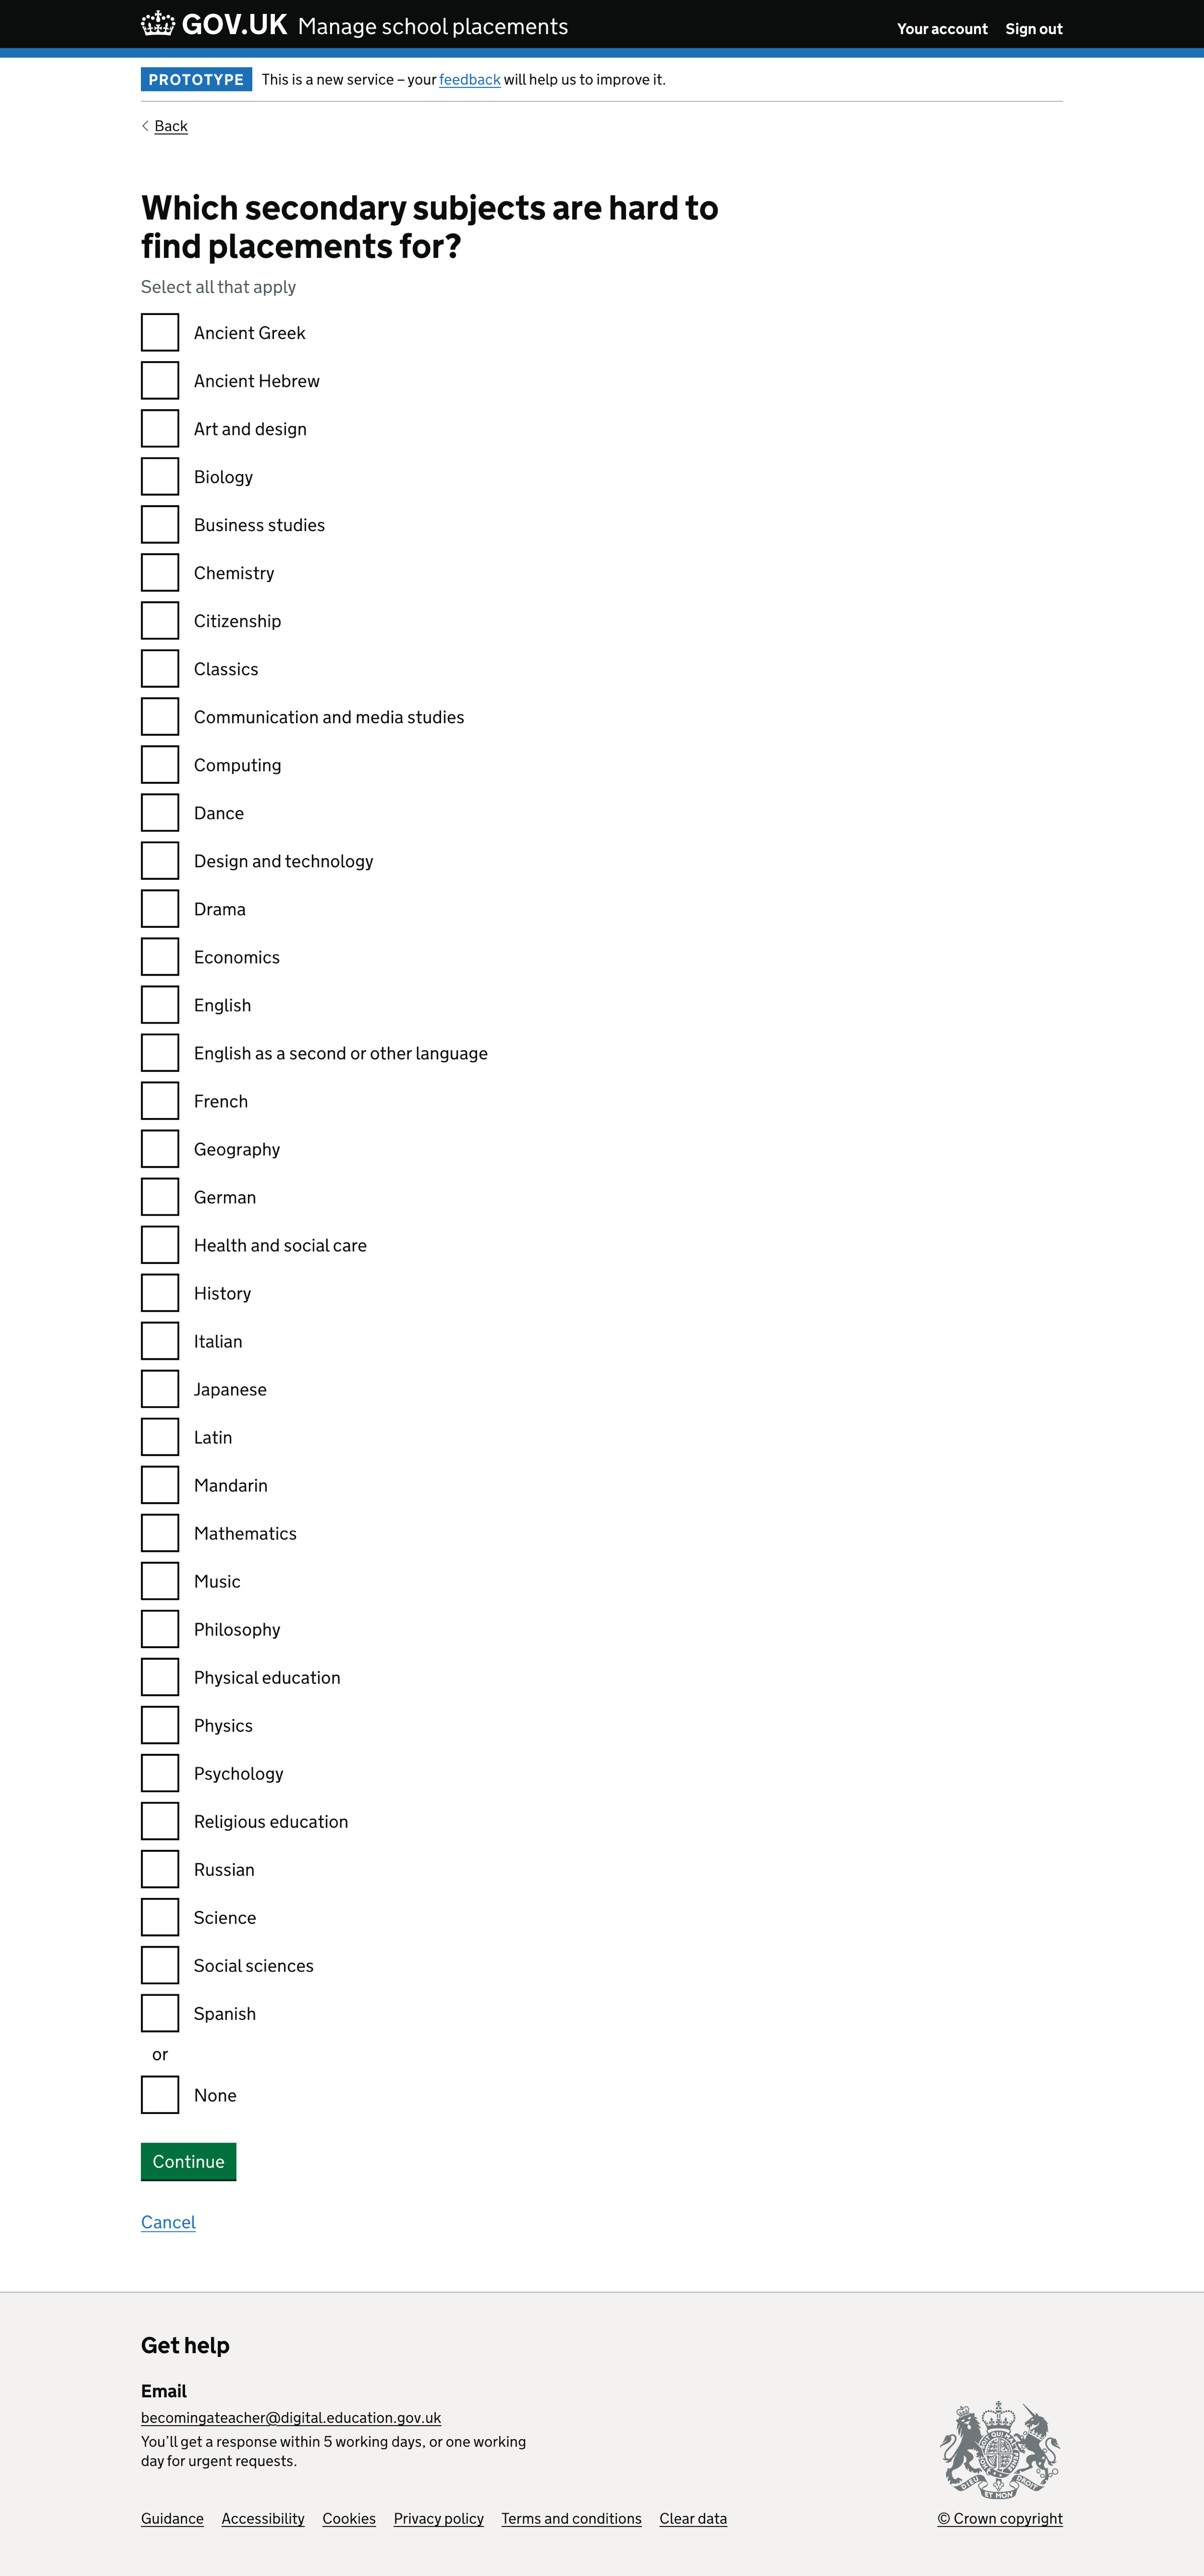 GOV.UK Manage school placements
Your account Sign out
PROTOTYPE This is a new service – your feedback will help us to improve it.
Back
Which secondary subjects are hard to
find placements for?
Select all that apply
Ancient Greek
Ancient Hebrew
Art and design
Biology
Business studies
Chemistry
Citizenship
Classics
Communication and media studies
Computing
Dance
Design and technology
Drama
Economics
English
English as a second or other language
French
Geography
German
Health and social care
History
Italian
Japanese
Latin
Mandarin
Mathematics
Music
Philosophy
Physical education
Physics
Psychology
Religious education
Russian
Science
Social sciences
Spanish
or
None
Continue
Cancel
Get help
Email
becomingateacher@digital.education.gov.uk
You’ll get a response within 5 working days, or one working
day for urgent requests.
DIEU ET MON DROIT
Guidance Accessibility Cookies Privacy policy Terms and conditions Clear data
© Crown copyright